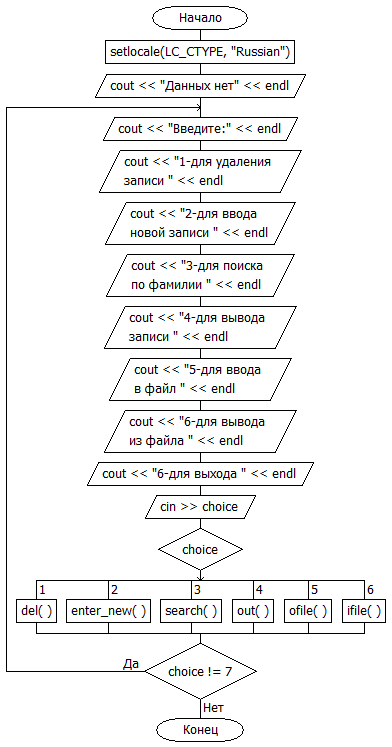 Начало
setlocale(LC_CTYPE, "Russian")
cout << "Данных нет" << endl
cout << "Введите:" << endl
cout << "1-для удаления
записи " << endl
cout << "2-для ввода
новой записи " << endl
cout << "3-для поиска
по фамилии " << endl
cout << "4-для вывода
записи " << endl
cout << "5-для ввода
в файл " << endl
cout << "6-для вывода
из файла " << endl
cout << "6-для выхода " << endl
cin >> choice
choice
1 2 3 4 5 6
del( ) enter_new( ) search( ) out( ) ofile( ) ifile( )
Да
choice != 7
Нет
Конец